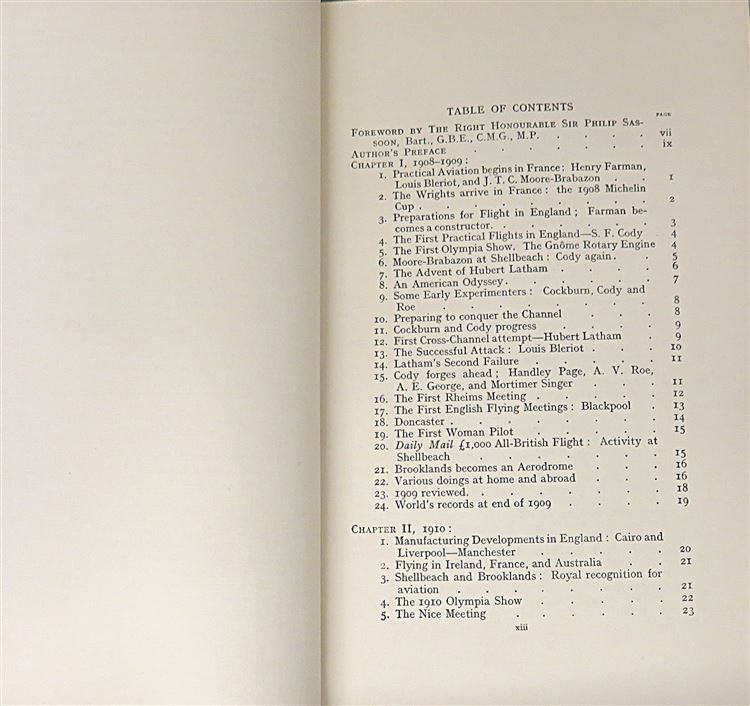 TABLE OF CONTENTS
PAGE
FOREWORD BY THE RIGHT HONOURABLE SIR PHILIP SAS-
SOON, Bart., G.B.E., C.M.G., M.P. . . . . vii
AUTHOR'S PREFACE . . . . . . ix
CHAPTER I, 1908–1909:
1. Practical Aviation begins in France: Henry Farman,
Louis Bleriot, and J. T. C. Moore-Brabazon . . 1
2. The Wrights arrive in France: the 1908 Michelin
Cup . . . . . . . . 2
3. Preparations for Flight in England; Farman be-
comes a constructor. . . . . . 3
4. The First Practical Flights in England—S. F. Cody 4
5. The First Olympia Show. The Gnôme Rotary Engine 4
6. Moore-Brabazon at Shellbeach: Cody again . . 5
7. The Advent of Hubert Latham . . . . 6
8. An American Odyssey . . . . . . 7
9. Some Early Experimenters: Cockburn, Cody and
Roe . . . . . . . . 8
10. Preparing to conquer the Channel . . . 8
11. Cockburn and Cody progress . . . . 9
12. First Cross-Channel attempt—Hubert Latham . 9
13. The Successful Attack: Louis Bleriot . . . 10
14. Latham's Second Failure . . . . . 11
15. Cody forges ahead; Handley Page, A. V. Roe,
A. E. George, and Mortimer Singer . . . 11
16. The First Rheims Meeting . . . . . 12
17. The First English Flying Meetings: Blackpool . 13
18. Doncaster . . . . . . . . 14
19. The First Woman Pilot . . . . . 15
20. Daily Mail £1,000 All-British Flight: Activity at
Shellbeach . . . . . . . 15
21. Brooklands becomes an Aerodrome . . . 16
22. Various doings at home and abroad . . . 16
23. 1909 reviewed. . . . . . . . 18
24. World's records at end of 1909 . . . . 19
CHAPTER II, 1910:
1. Manufacturing Developments in England: Cairo and
Liverpool—Manchester . . . . . 20
2. Flying in Ireland, France, and Australia . . 21
3. Shellbeach and Brooklands: Royal recognition for
aviation . . . . . . . 21
4. The 1910 Olympia Show . . . . . 22
5. The Nice Meeting . . . . . . 23
xiii